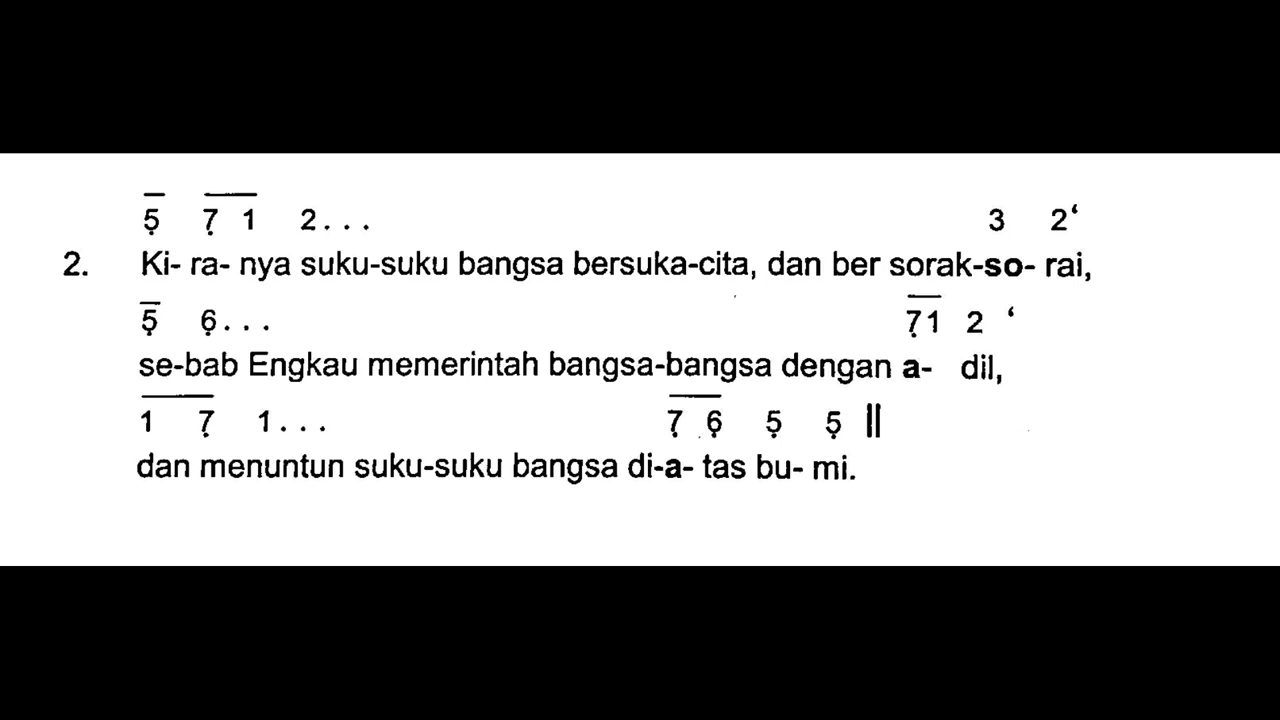 5̣ 7̣ 1 2... 3 2‘
2. Ki- ra- nya suku-suku bangsa bersuka-cita, dan ber sorak-so- rai,
5̣ 6̣... 7̣1 2 ‘
se-bab Engkau memerintah bangsa-bangsa dengan a- dil,
1 7̣ 1... 7̣ 6̣ 5̣ 5̣ ||
dan menuntun suku-suku bangsa di-a- tas bu- mi.